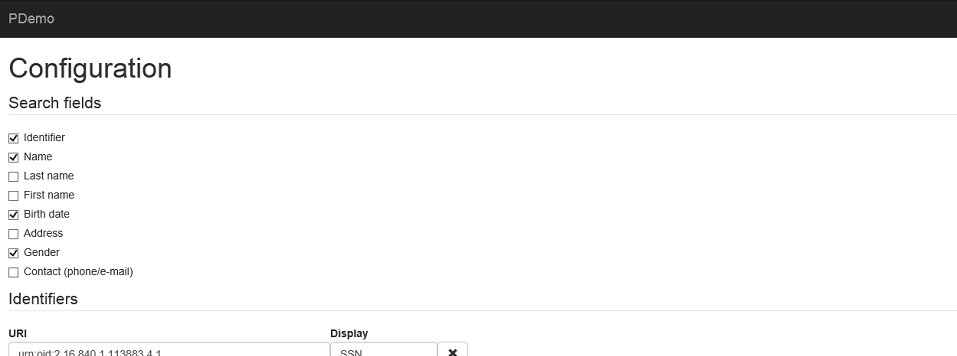 PDemo
Configuration
Search fields
Identifier
Name
Last name
First name
Birth date
Address
Gender
Contact (phone/e-mail)
Identifiers
URI Display
urn:oid:2.16.840.1.113883.4.1 SSN